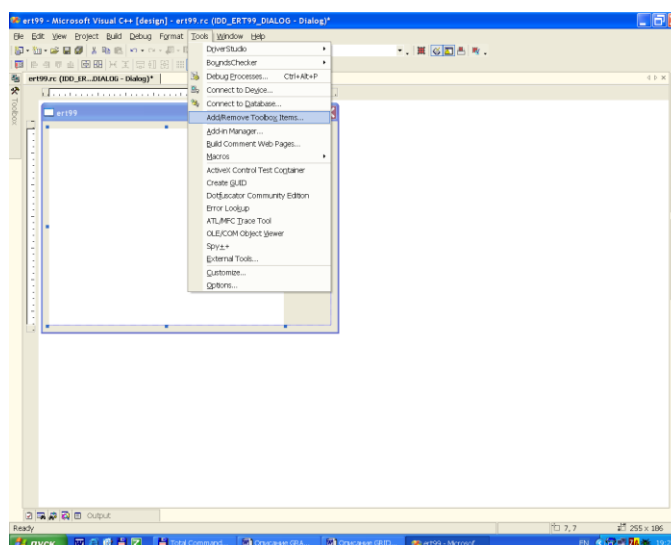 ert99 - Microsoft Visual C++ [design] - ert99.rc (IDD_ERT99_DIALOG - Dialog)*
File Edit View Project Build Debug Format Tools Window Help
ert99.rc (IDD_ER...DIALOG - Dialog)*
Toolbox
ert99
DriverStudio
BoundsChecker
Debug Processes... Ctrl+Alt+P
Connect to Device...
Connect to Database...
Add/Remove Toolbox Items...
Add-in Manager...
Build Comment Web Pages...
Macros
ActiveX Control Test Container
Create GUID
Dotfuscator Community Edition
Error Lookup
ATL/MFC Trace Tool
OLE/COM Object Viewer
Spy++
External Tools...
Customize...
Options...
Output
Ready 7, 7 255 x 186
пуск Total Command... Описание GRA... Описание GRID... ert99 - Microsof... EN